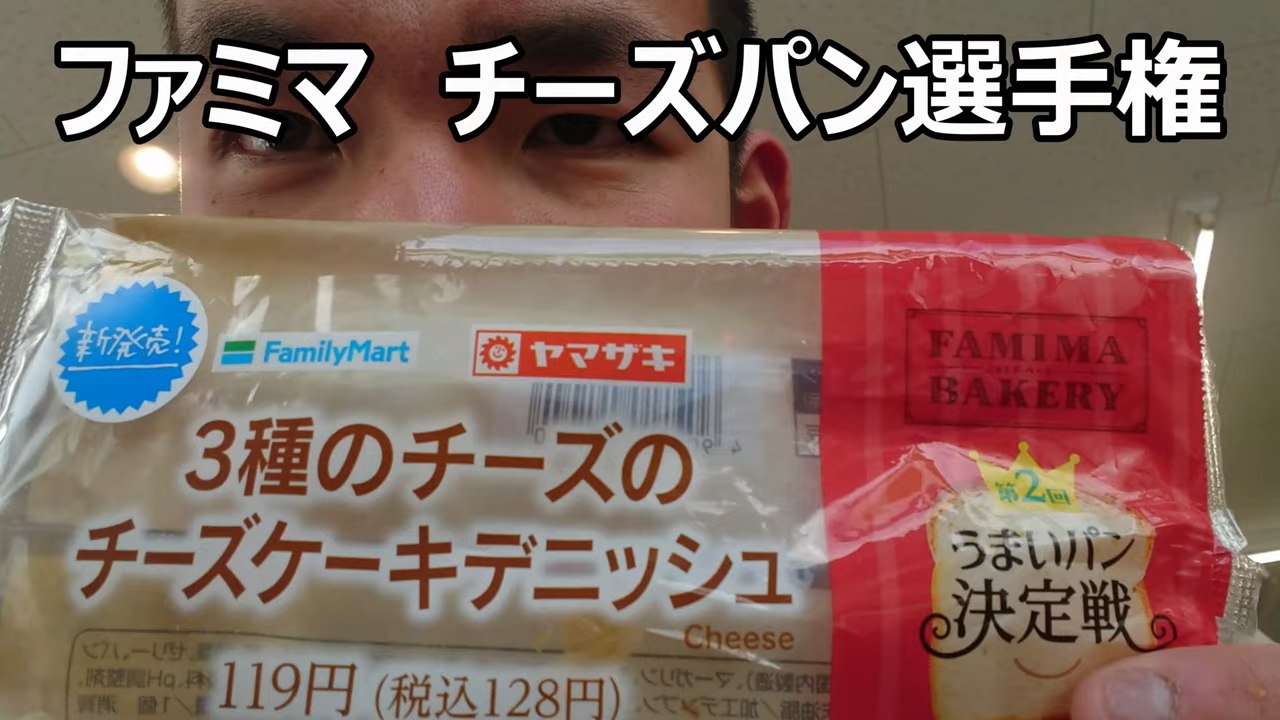 ファミマ　チーズパン選手権
新発売!
FamilyMart
ヤマザキ
3種のチーズの
チーズケーキデニッシュ
Cheese
119円 (税込128円)
FAMIMA
BAKERY
第2回
うまいパン
決定戦